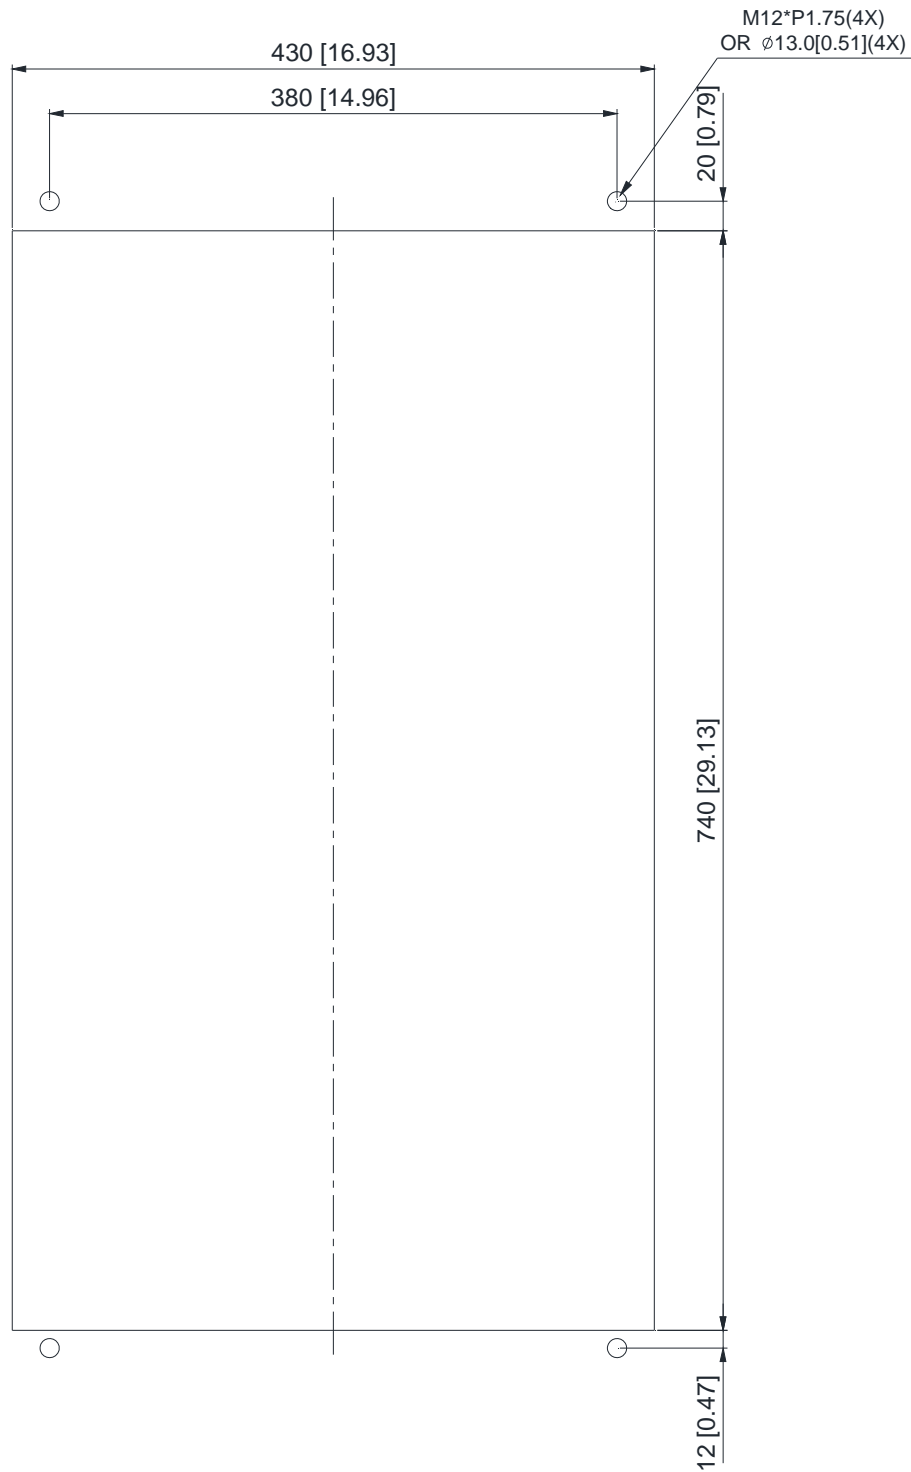 M12*P1.75(4X)
OR ⌀13.0[0.51](4X)
430 [16.93]
380 [14.96]
20 [0.79]
740 [29.13]
12 [0.47]